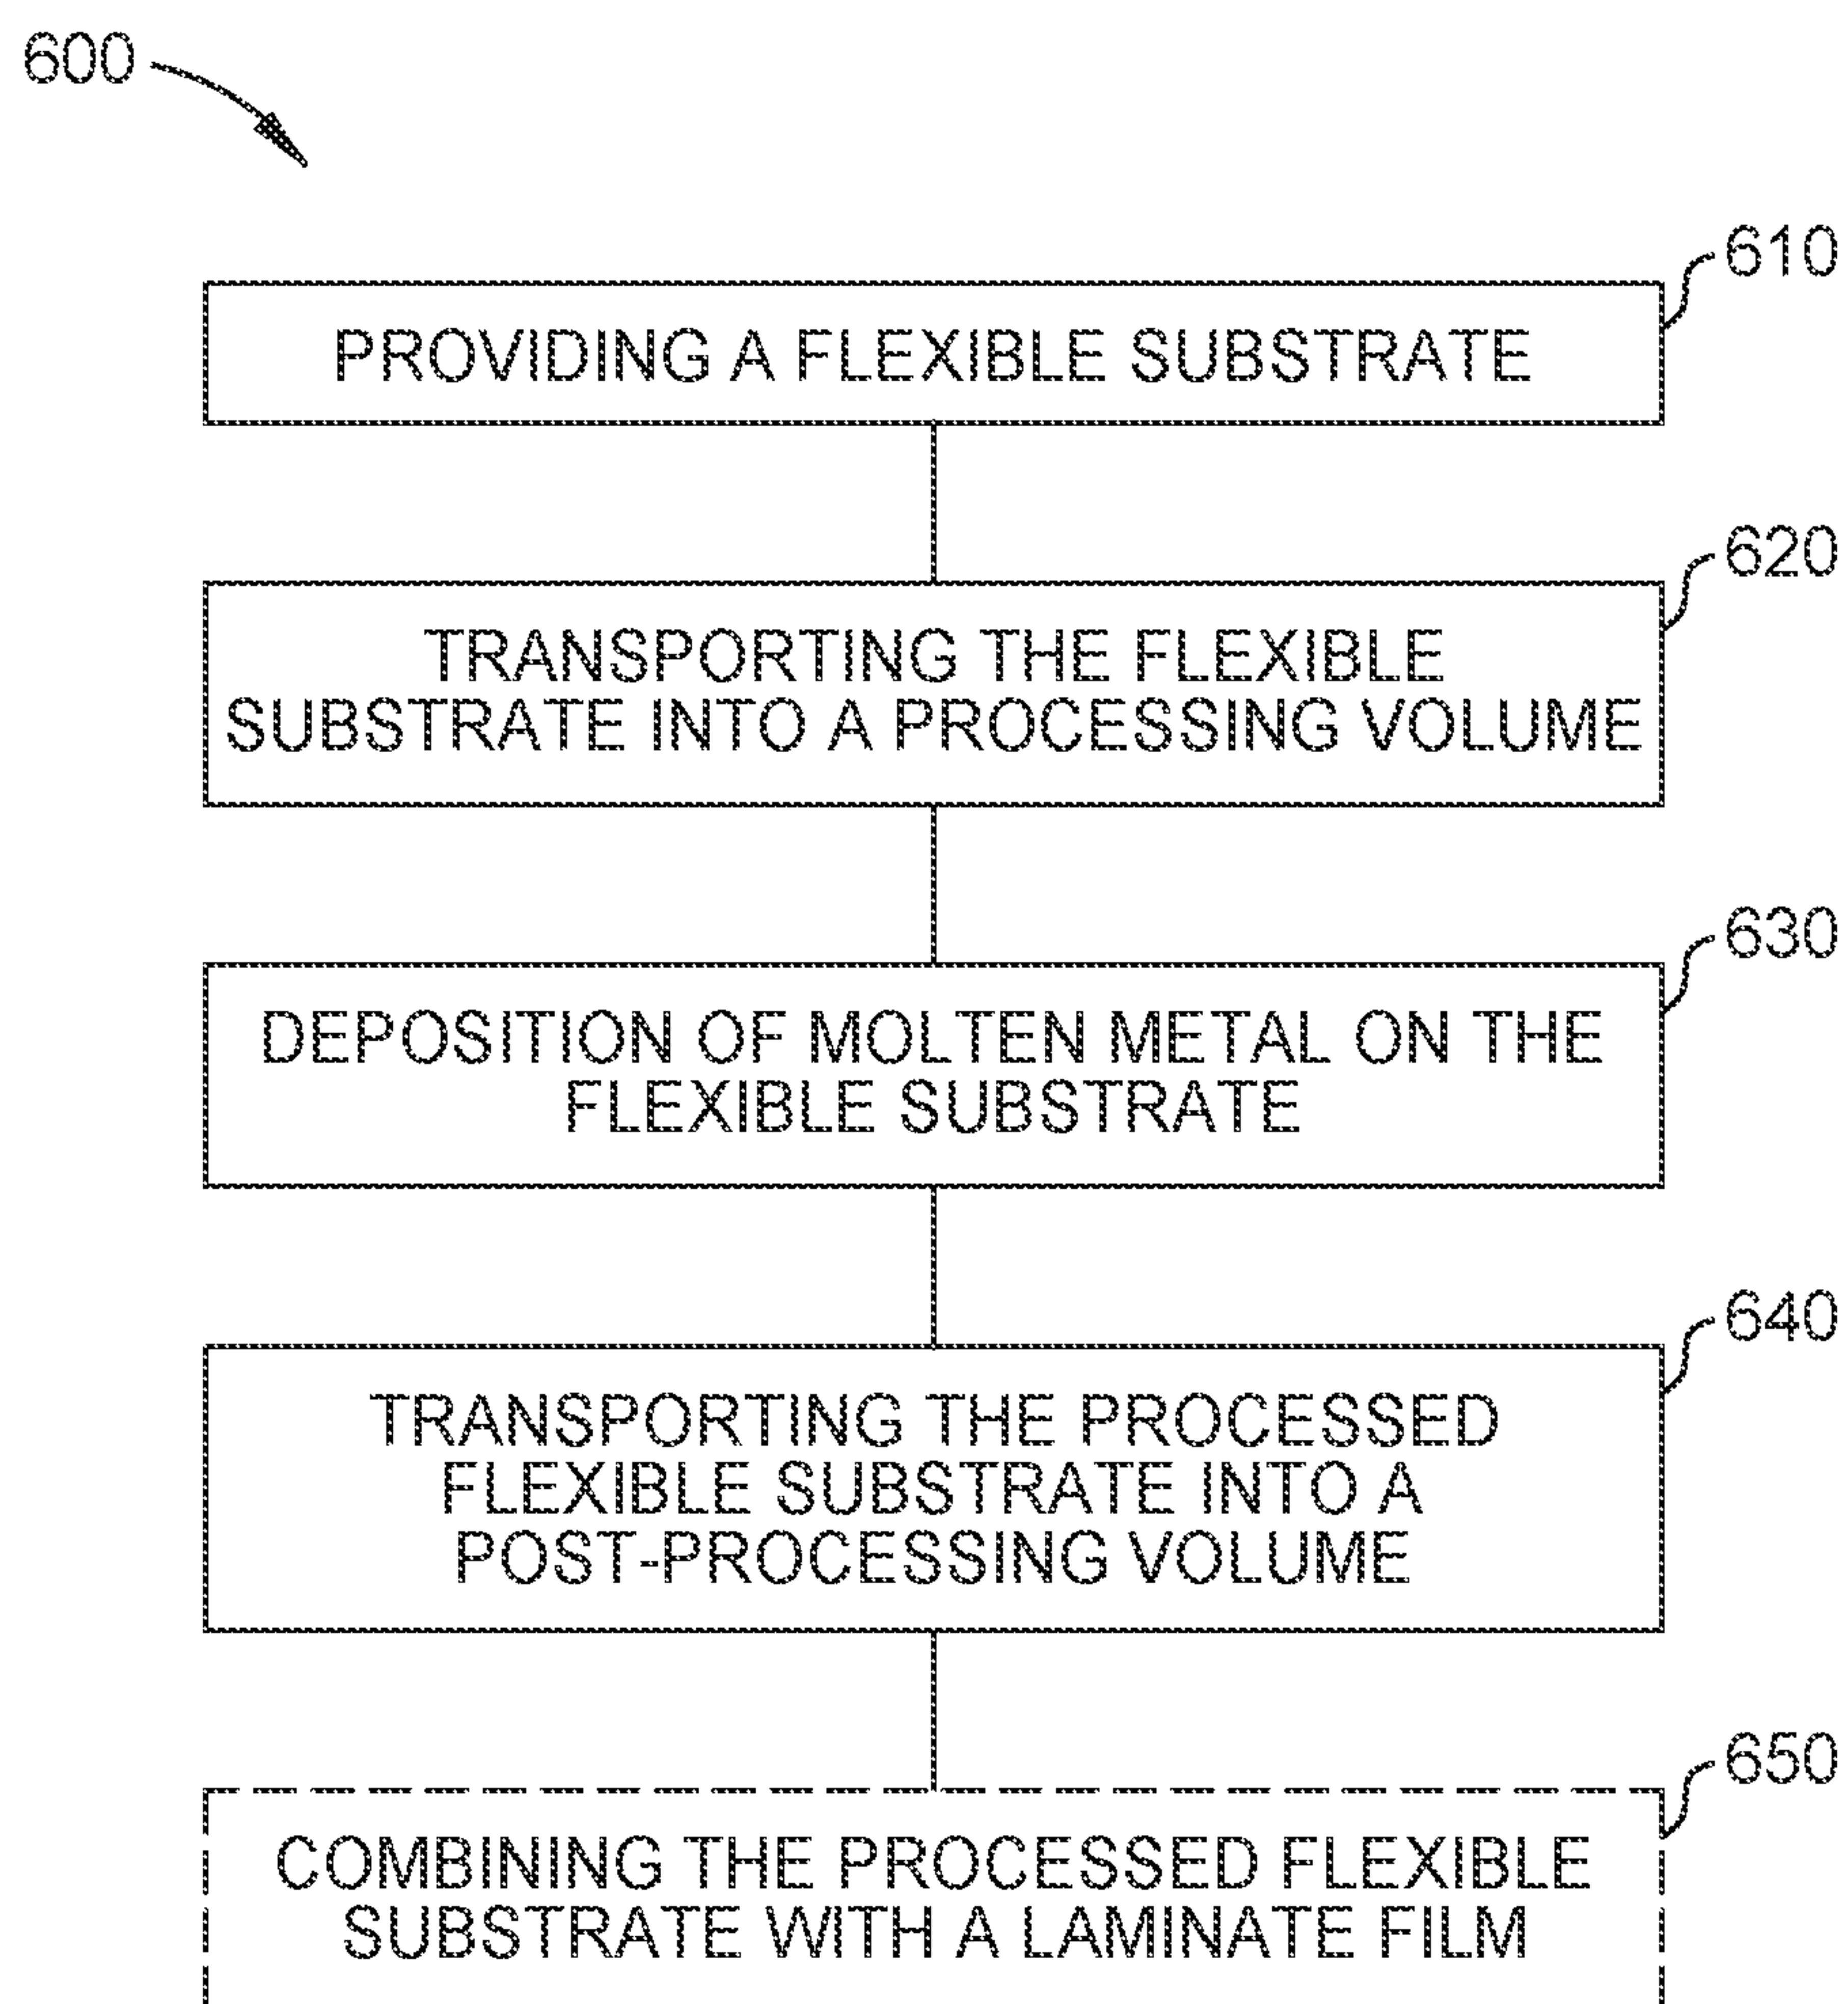 600
610
PROVIDING A FLEXIBLE SUBSTRATE
620
TRANSPORTING THE FLEXIBLE
SUBSTRATE INTO A PROCESSING VOLUME
630
DEPOSITION OF MOLTEN METAL ON THE
FLEXIBLE SUBSTRATE
640
TRANSPORTING THE PROCESSED
FLEXIBLE SUBSTRATE INTO A
POST-PROCESSING VOLUME
650
COMBINING THE PROCESSED FLEXIBLE
SUBSTRATE WITH A LAMINATE FILM